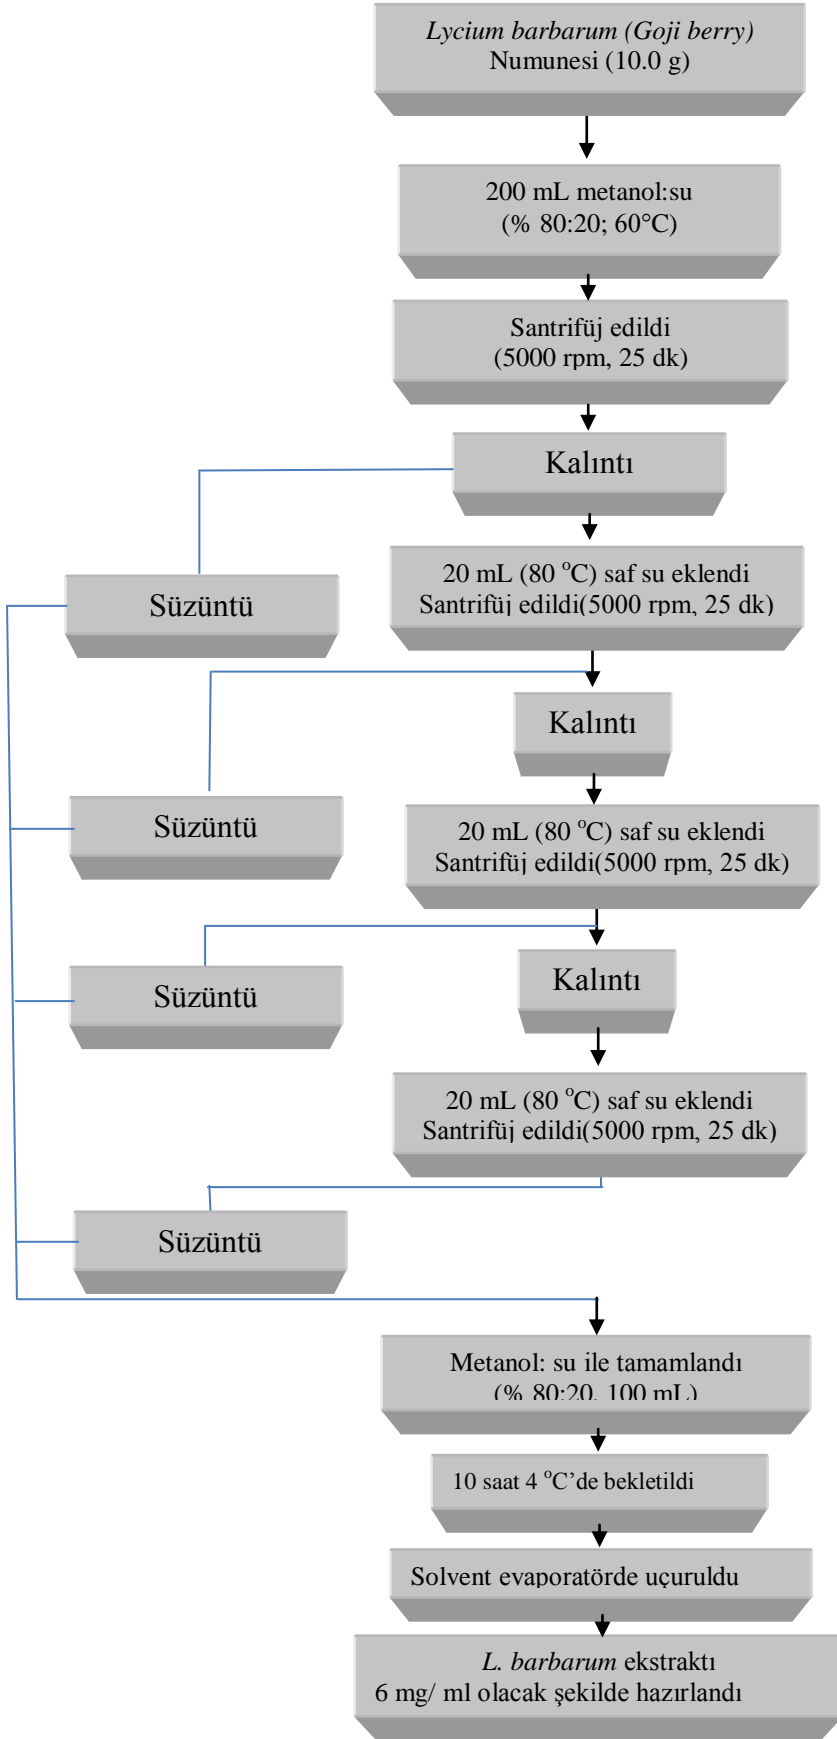 Lycium barbarum (Goji berry)
Numunesi (10.0 g)
200 mL metanol:su
(% 80:20; 60°C)
Santrifüj edildi
(5000 rpm, 25 dk)
Kalıntı
Süzüntü
20 mL (80 °C) saf su eklendi
Santrifüj edildi(5000 rpm, 25 dk)
Kalıntı
Süzüntü
20 mL (80 °C) saf su eklendi
Santrifüj edildi(5000 rpm, 25 dk)
Kalıntı
Süzüntü
20 mL (80 °C) saf su eklendi
Santrifüj edildi(5000 rpm, 25 dk)
Süzüntü
Metanol: su ile tamamlandı
(% 80:20, 100 mL)
10 saat 4 °C’de bekletildi
Solvent evaporatörde uçuruldu
L. barbarum ekstraktı
6 mg/ ml olacak şekilde hazırlandı